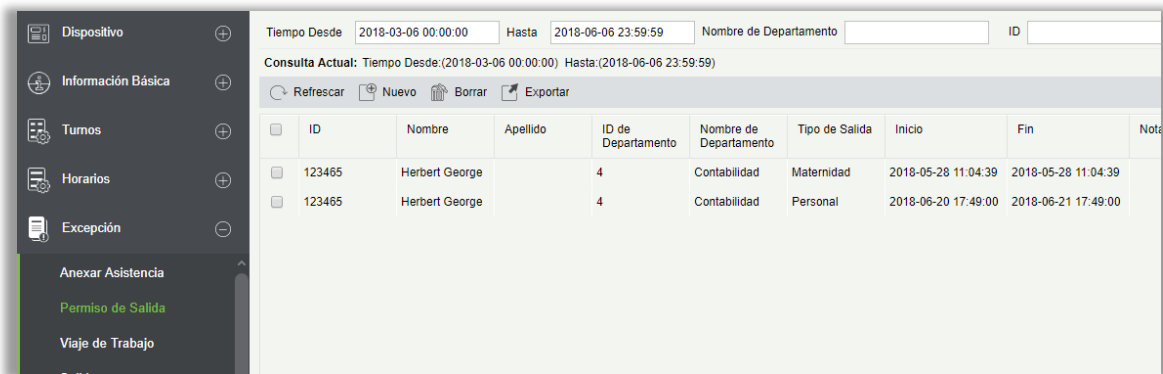 Dispositivo
Información Básica
Turnos
Horarios
Excepción
Anexar Asistencia
Permiso de Salida
Viaje de Trabajo
Tiempo Desde 2018-03-06 00:00:00 Hasta 2018-06-06 23:59:59 Nombre de Departamento ID
Consulta Actual: Tiempo Desde:(2018-03-06 00:00:00) Hasta:(2018-06-06 23:59:59)
Refrescar Nuevo Borrar Exportar
ID Nombre Apellido ID de Departamento Nombre de Departamento Tipo de Salida Inicio Fin Nota
123465 Herbert George 4 Contabilidad Maternidad 2018-05-28 11:04:39 2018-05-28 11:04:39
123465 Herbert George 4 Contabilidad Personal 2018-06-20 17:49:00 2018-06-21 17:49:00